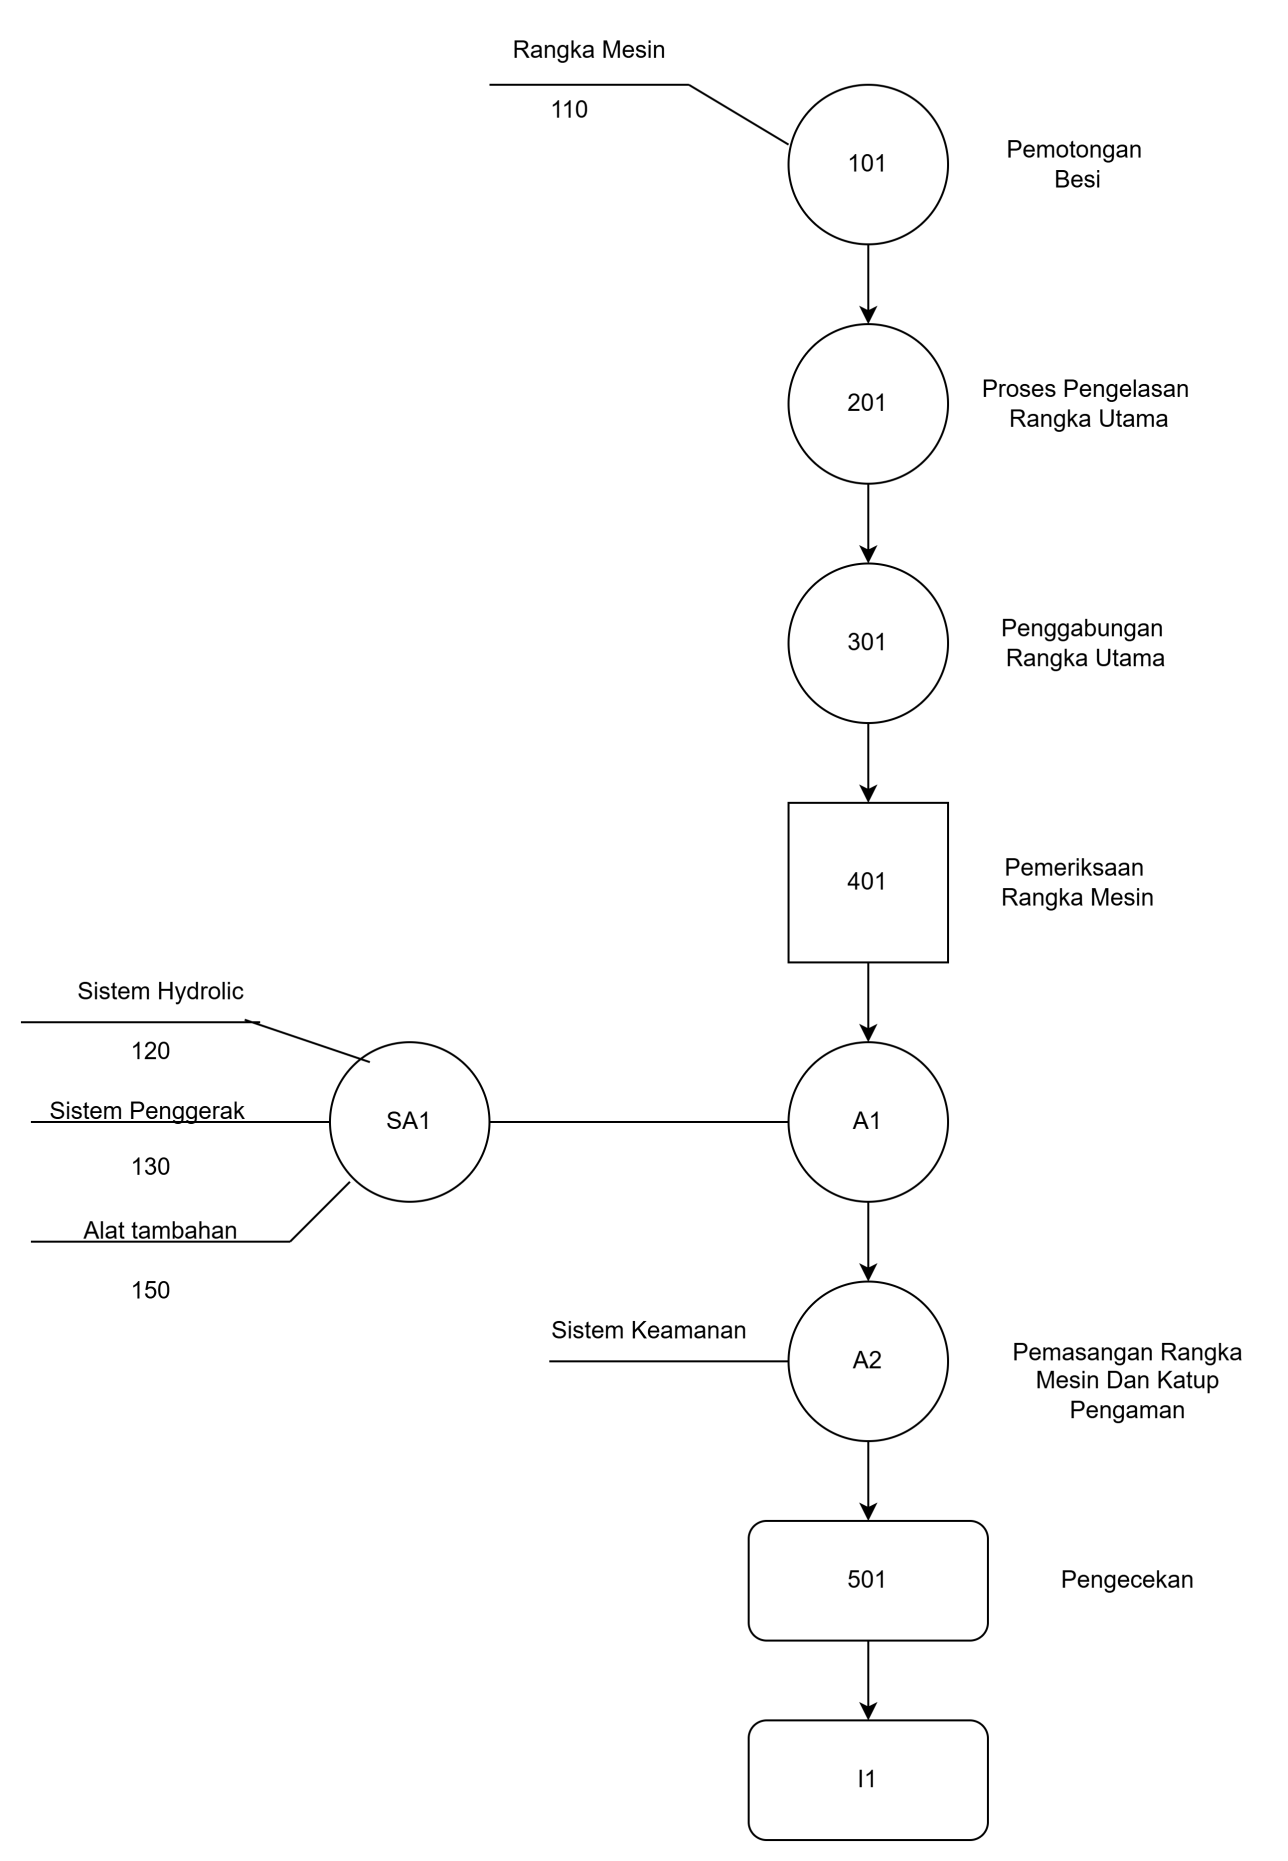 Rangka Mesin
110
101
Pemotongan
Besi
201
Proses Pengelasan
Rangka Utama
301
Penggabungan
Rangka Utama
401
Pemeriksaan
Rangka Mesin
Sistem Hydrolic
120
Sistem Penggerak
130
Alat tambahan
150
SA1
A1
Sistem Keamanan
A2
Pemasangan Rangka
Mesin Dan Katup
Pengaman
501
Pengecekan
I1